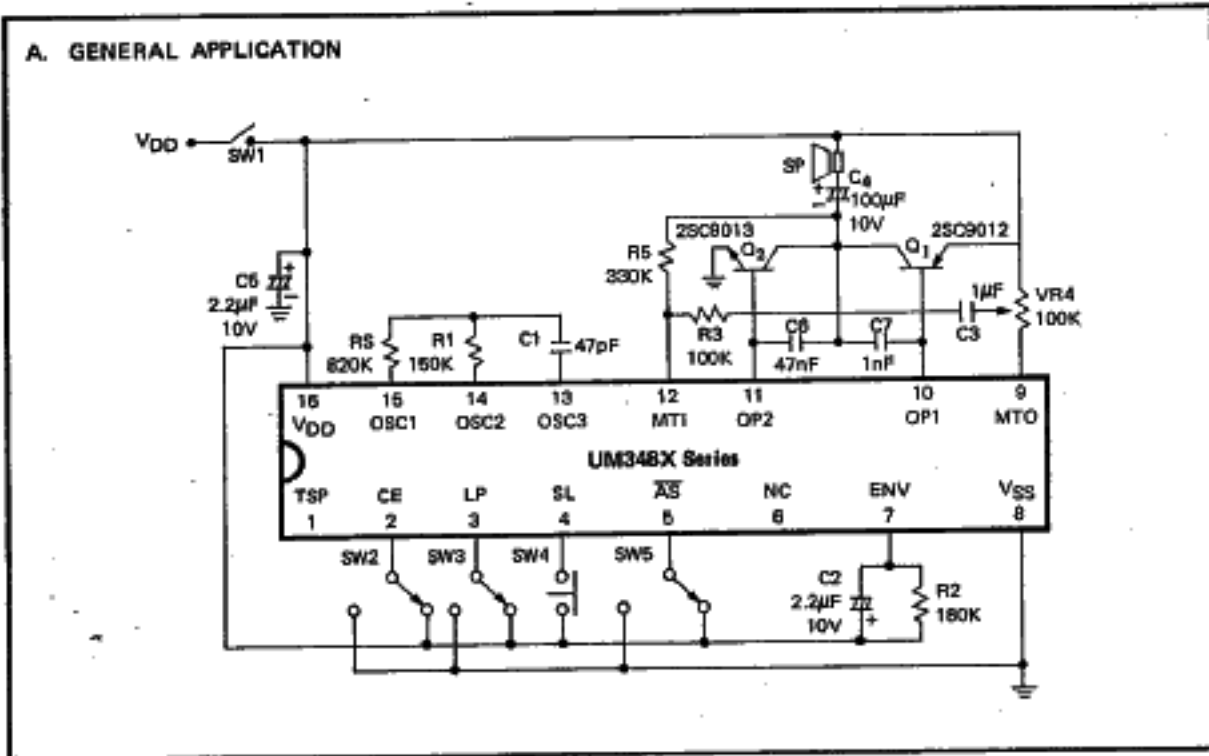 A. GENERAL APPLICATION
VDD
SW1
SP
C4
100µF
10V
2SC8013
2SC9012
R5
330K
Q2
Q1
C5
2.2µF
10V
1µF
VR4
100K
RS
820K
R1
150K
C1
47pF
R3
100K
C6
47nF
C7
1nF
C3
16 15 14 13 12 11 10 9
VDD OSC1 OSC2 OSC3 MTI OP2 OP1 MTO
UM348X Series
TSP CE LP SL AS NC ENV VSS
1 2 3 4 5 6 7 8
SW2 SW3 SW4 SW5
C2
2.2µF
10V
R2
180K